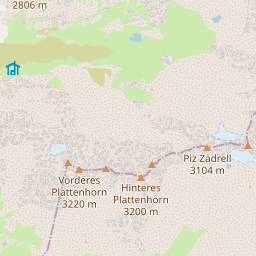 2806 m
Piz Zadrell
3104 m
Vorderes
Plattenhorn
3220 m
Hinteres
Plattenhorn
3200 m